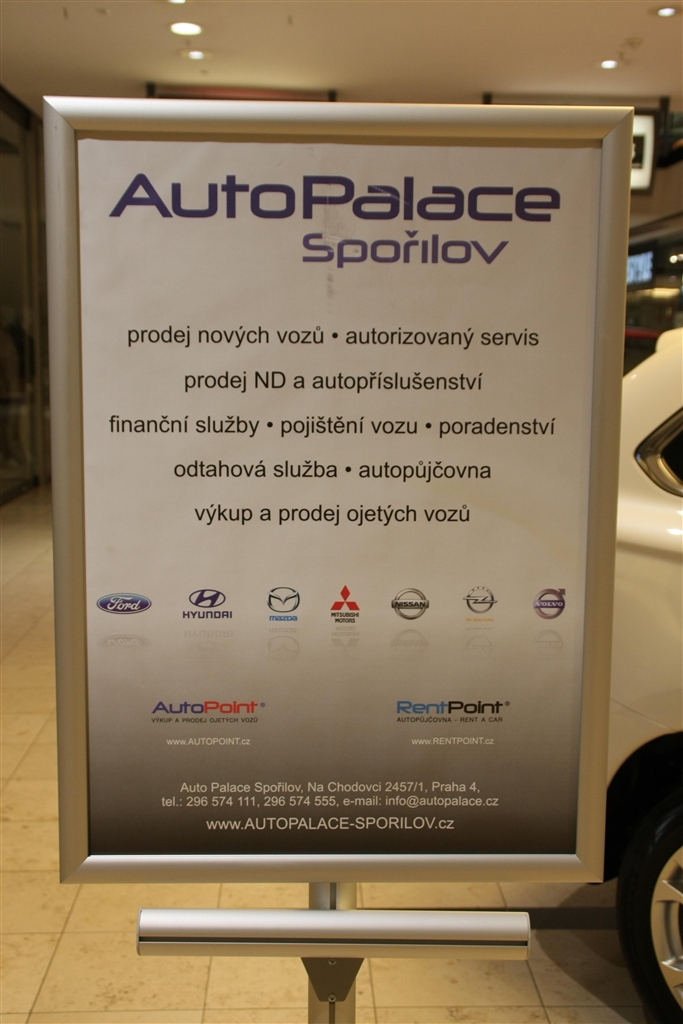 AutoPalace
Spořilov
prodej nových vozů • autorizovaný servis
prodej ND a autopříslušenství
finanční služby • pojištění vozu • poradenství
odtahová služba • autopůjčovna
výkup a prodej ojetých vozů
Ford HYUNDAI mazda MITSUBISHI MOTORS NISSAN VOLVO
AutoPoint® RentPoint®
VÝKUP A PRODEJ OJETÝCH VOZŮ AUTOPŮJČOVNA - RENT A CAR
www.AUTOPOINT.cz www.RENTPOINT.cz
Auto Palace Spořilov, Na Chodovci 2457/1, Praha 4,
tel.: 296 574 111, 296 574 555, e-mail: info@autopalace.cz
www.AUTOPALACE-SPORILOV.cz